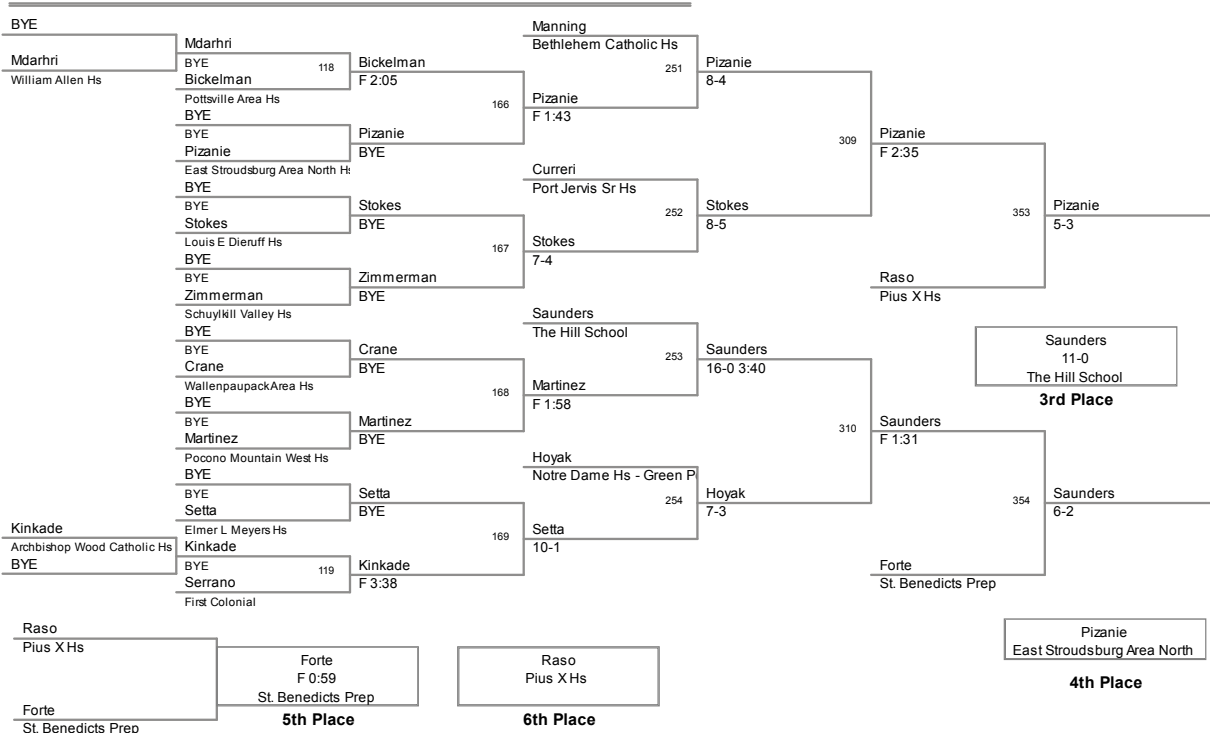 BYE
Mdarhri
William Allen Hs
Kinkade
Archbishop Wood Catholic Hs
BYE
Mdarhri
BYE
118
Bickelman
Pottsville Area Hs
BYE
BYE
Pizanie
East Stroudsburg Area North
BYE
BYE
Stokes
Louis E Dieruff Hs
BYE
BYE
Zimmerman
Schuylkill Valley Hs
BYE
BYE
Crane
Wallenpaupack Area Hs
BYE
BYE
Martinez
Pocono Mountain West Hs
BYE
BYE
Setta
Elmer L Meyers Hs
Kinkade
BYE
119
Serrano
First Colonial
Bickelman
F 2:05
166
Pizanie
BYE
Stokes
BYE
167
Zimmerman
BYE
Crane
BYE
168
Martinez
BYE
Setta
BYE
169
Kinkade
F 3:38
Manning
Bethlehem Catholic Hs
251
Pizanie
F 1:43
Curreri
Port Jervis Sr Hs
252
Stokes
7-4
Saunders
The Hill School
253
Martinez
F 1:58
Hoyak
Notre Dame Hs - Green
254
Setta
10-1
Pizanie
8-4
309
Stokes
8-5
Saunders
16-0 3:40
310
Hoyak
7-3
Pizanie
F 2:35
353
Raso
Pius X Hs
Saunders
F 1:31
354
Forte
St. Benedicts Prep
Pizanie
5-3
Saunders
6-2
Saunders
11-0
The Hill School
3rd Place
Pizanie
East Stroudsburg Area North
4th Place
Raso
Pius X Hs
Forte
St. Benedicts Prep
Forte
F 0:59
St. Benedicts Prep
5th Place
Raso
Pius X Hs
6th Place